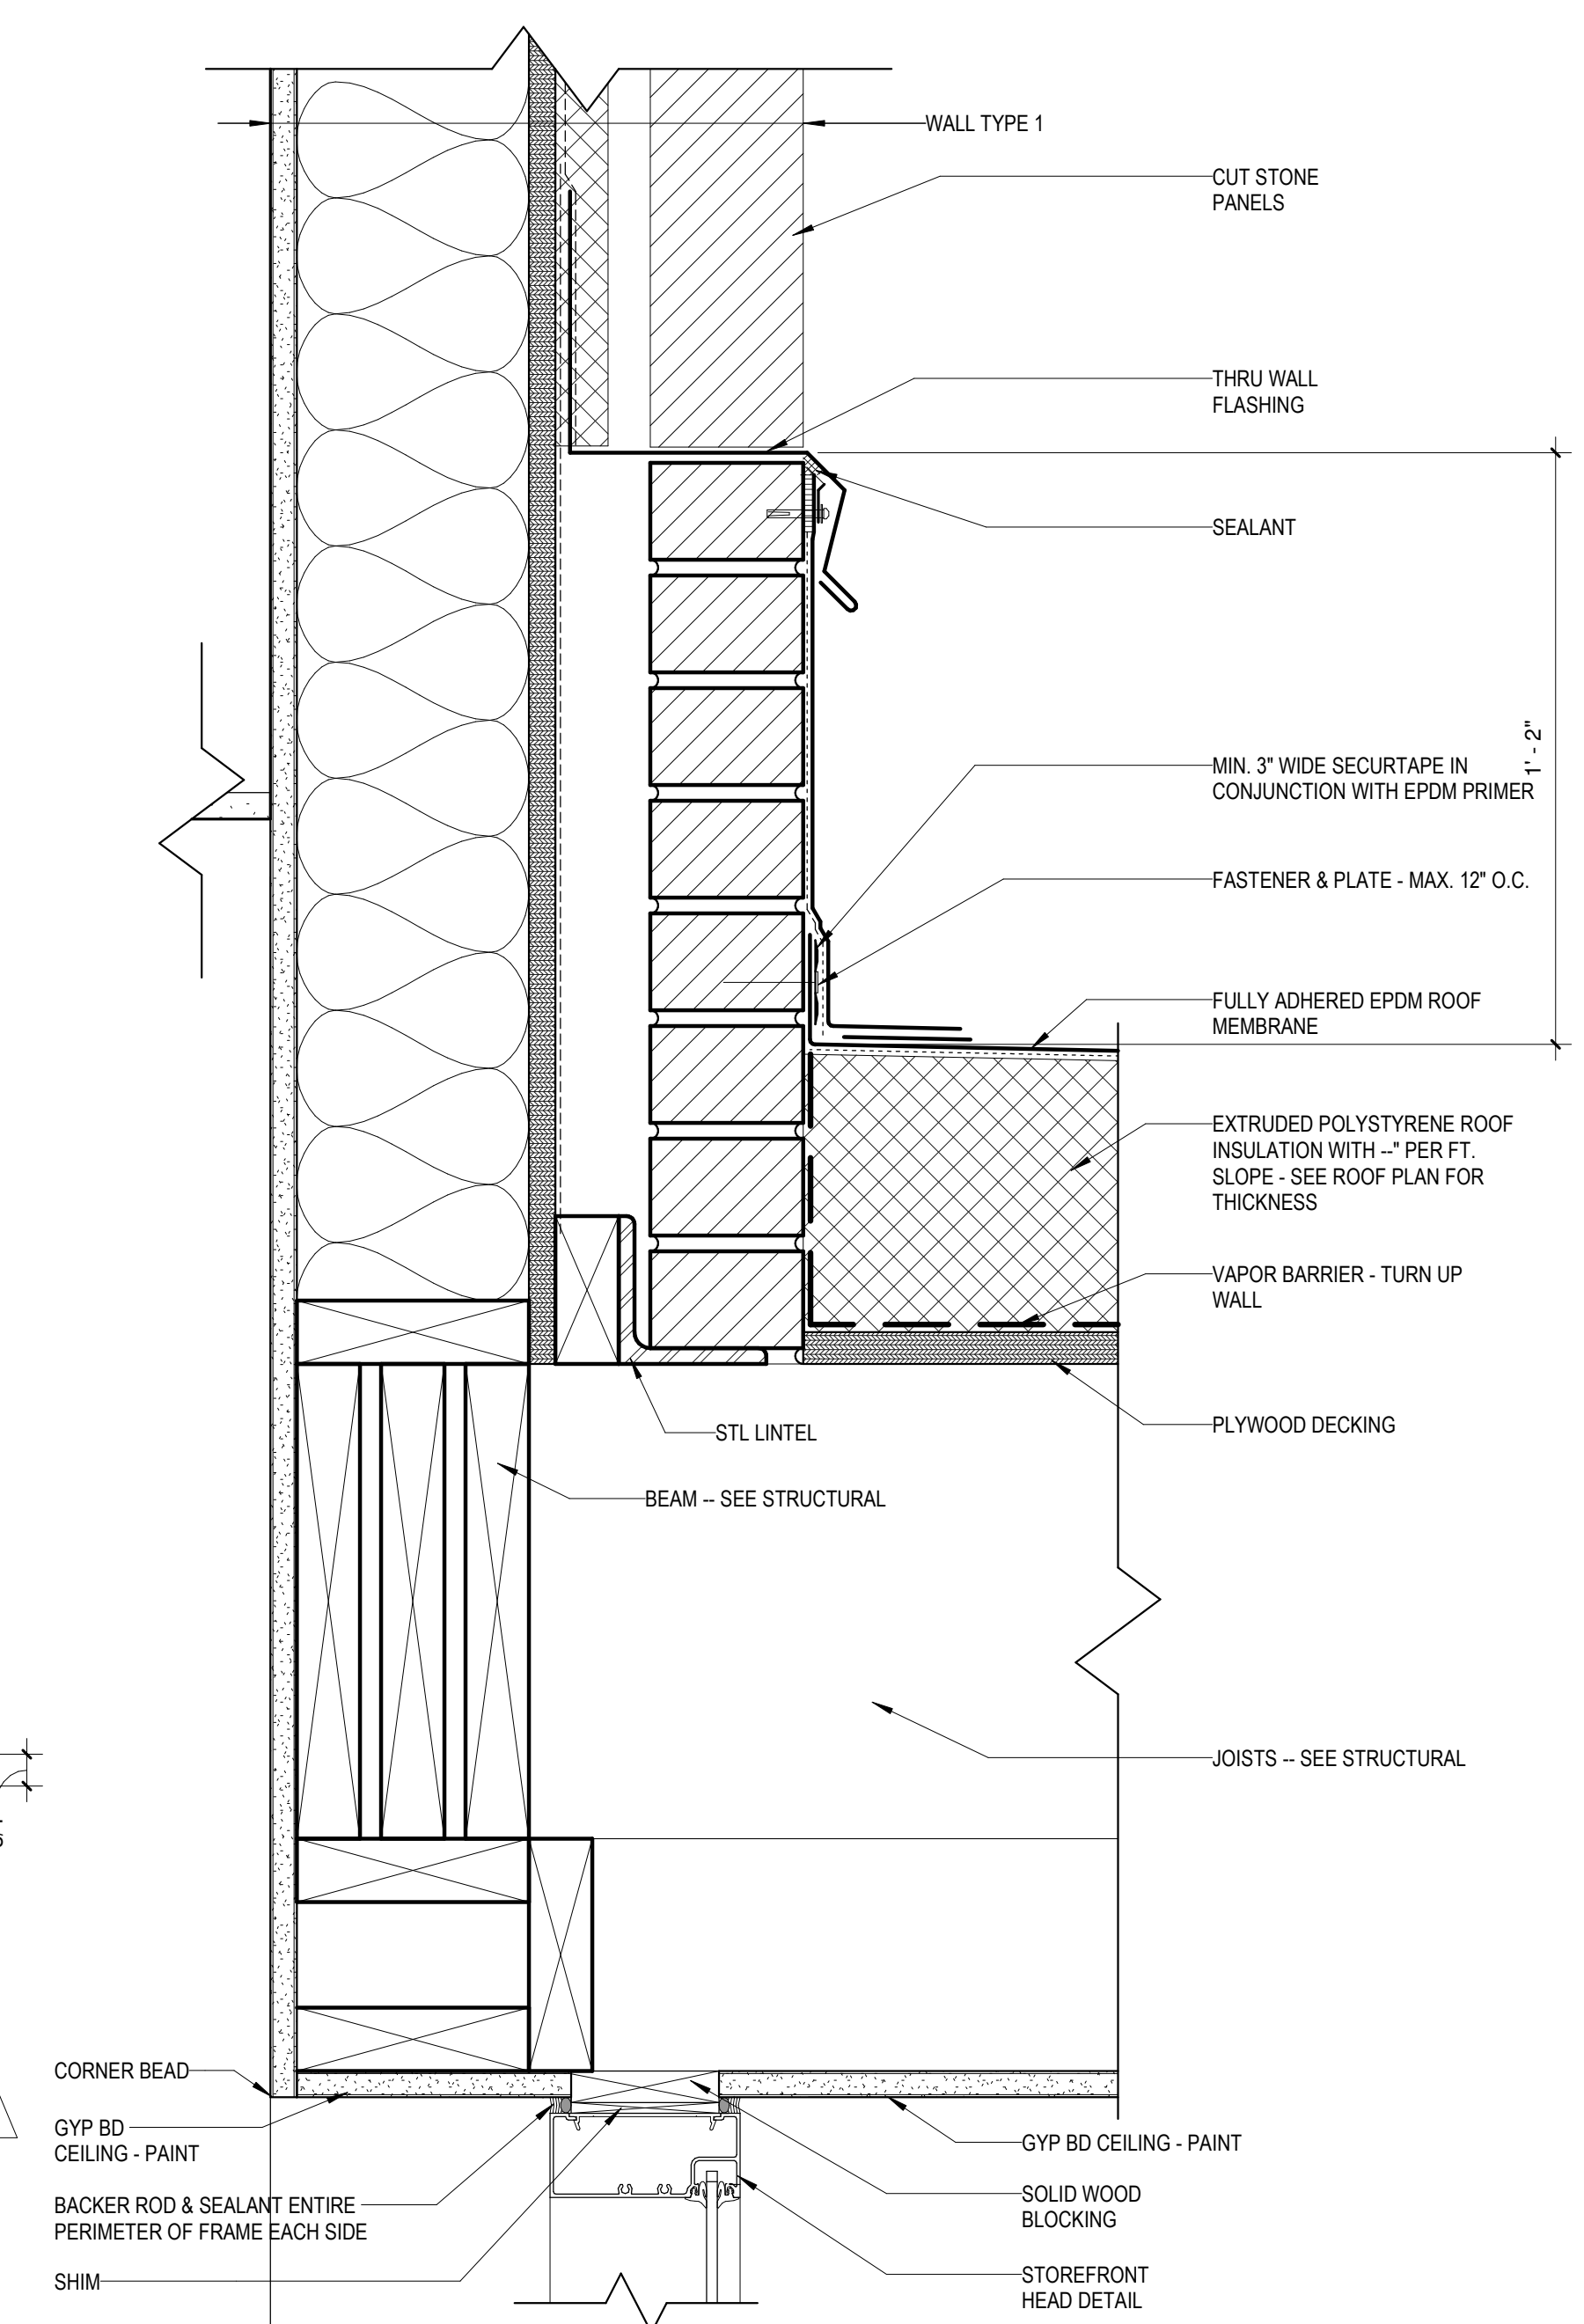 WALL TYPE 1
CUT STONE
PANELS
THRU WALL
FLASHING
SEALANT
1' - 2"
MIN. 3" WIDE SECURTAPE IN
CONJUNCTION WITH EPDM PRIMER
FASTENER & PLATE - MAX. 12" O.C.
FULLY ADHERED EPDM ROOF
MEMBRANE
EXTRUDED POLYSTYRENE ROOF
INSULATION WITH --" PER FT.
SLOPE - SEE ROOF PLAN FOR
THICKNESS
VAPOR BARRIER - TURN UP
WALL
PLYWOOD DECKING
STL LINTEL
BEAM -- SEE STRUCTURAL
JOISTS -- SEE STRUCTURAL
CORNER BEAD
GYP BD
CEILING - PAINT
BACKER ROD & SEALANT ENTIRE
PERIMETER OF FRAME EACH SIDE
SHIM
GYP BD CEILING - PAINT
SOLID WOOD
BLOCKING
STOREFRONT
HEAD DETAIL